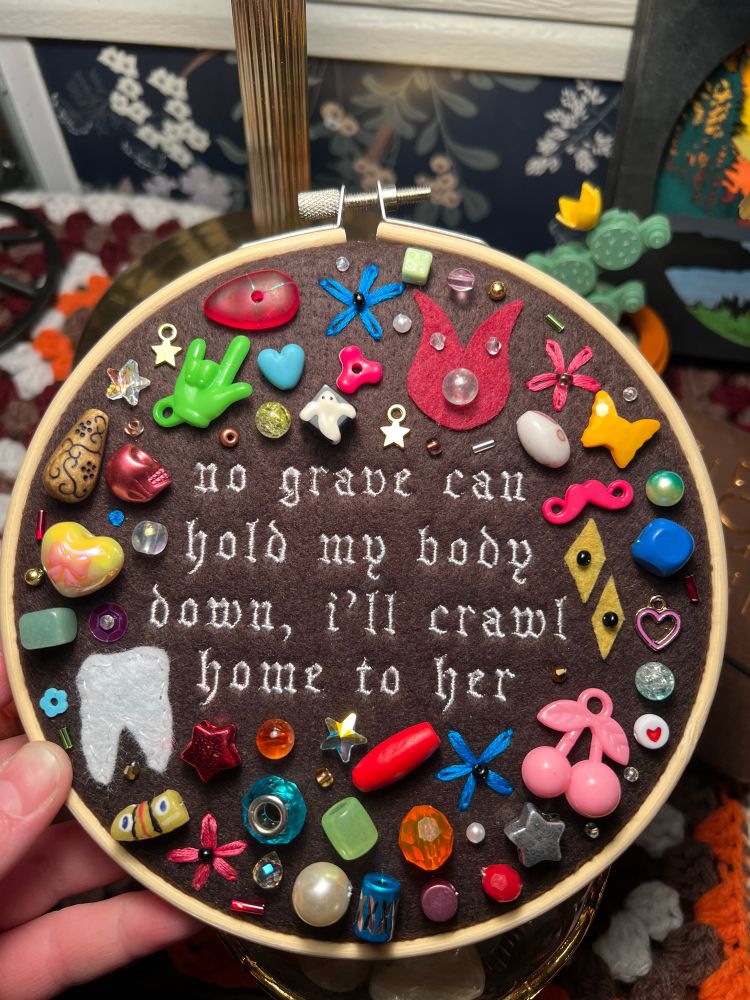 no grave can
hold my body
down, i'll crawl
home to her